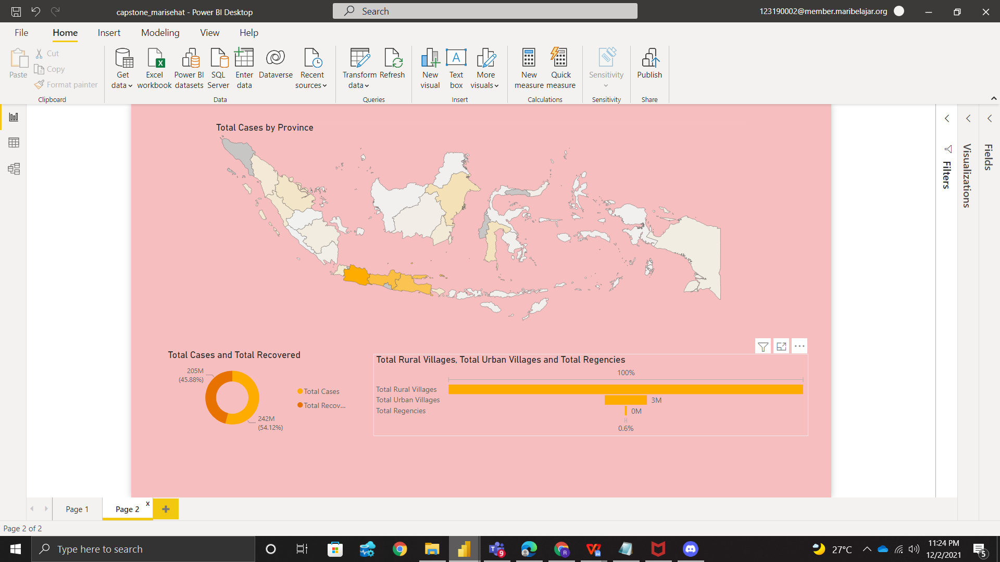 capstone_marisehat - Power BI Desktop
Search
123190002@member.maribelajar.org
File
Home
Insert
Modeling
View
Help
Paste
Cut
Copy
Format painter
Clipboard
Get
data
Excel
workbook
Power BI
datasets
SQL
Server
Enter
data
Dataverse
Recent
sources
Data
Transform
data
Refresh
Queries
New
visual
Text
box
More
visuals
Insert
New
measure
Quick
measure
Calculations
Sensitivity
Sensitivity
Publish
Share
Total Cases by Province
Filters
Visualizations
Fields
Total Cases and Total Recovered
205M
(45.88%)
242M
(54.12%)
Total Cases
Total Recov...
Total Rural Villages, Total Urban Villages and Total Regencies
100%
Total Rural Villages
Total Urban Villages
3M
Total Regencies
0M
0.6%
Page 1
Page 2
x
Page 2 of 2
Type here to search
9
27°C
11:24 PM
12/2/2021
5